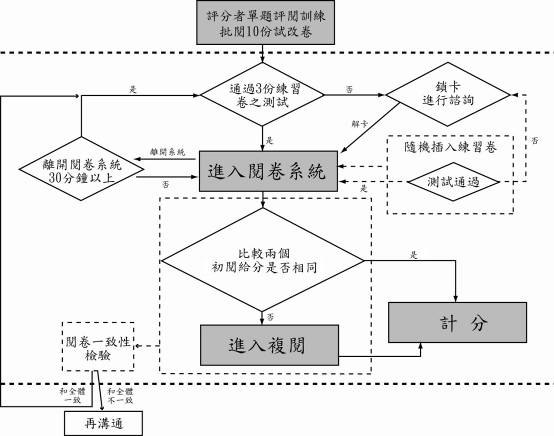 評分者單題評閱訓練
批閱10份試改卷
是
通過3份練習
卷之測試
否
鎖卡
進行諮詢
解卡
是
否
隨機插入練習卷
測試通過
是
離開閱卷系統
30分鐘以上
離開系統
否
進入閱卷系統
比較兩個
初閱給分是否相同
是
否
計分
進入複閱
閱卷一致性
檢驗
和全體
一致
和全體
不一致
再溝通